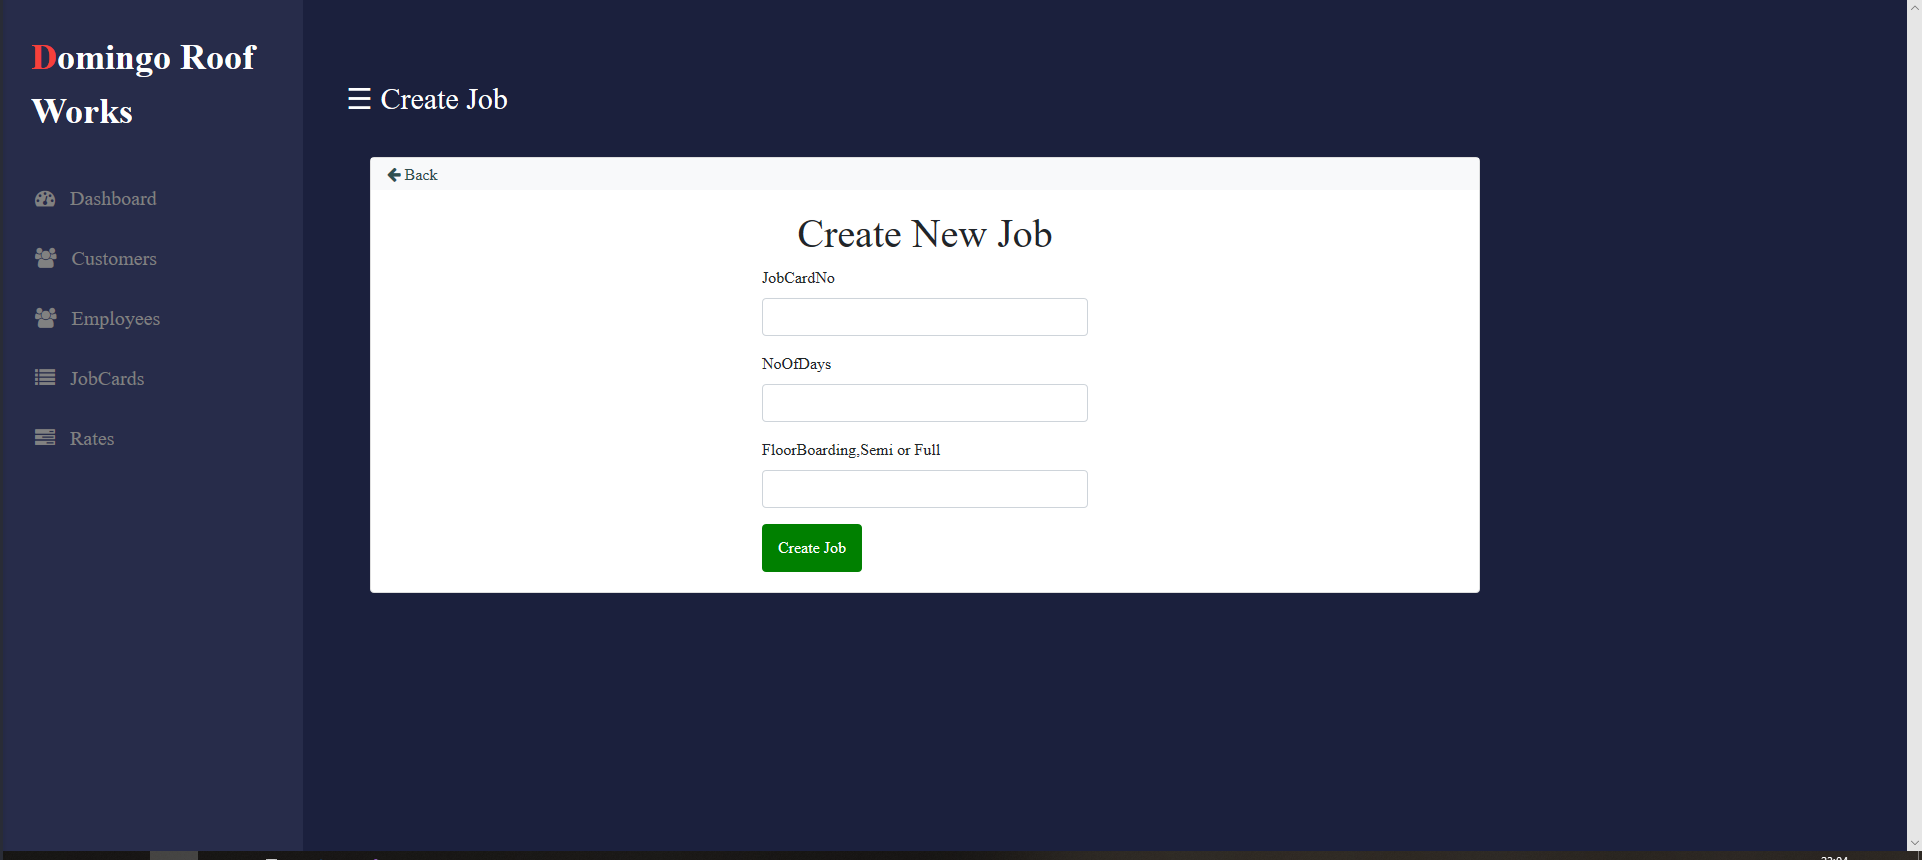 Domingo Roof
Works
Dashboard
Customers
Employees
JobCards
Rates
☰ Create Job
Back
Create New Job
JobCardNo
NoOfDays
FloorBoarding,Semi or Full
Create Job